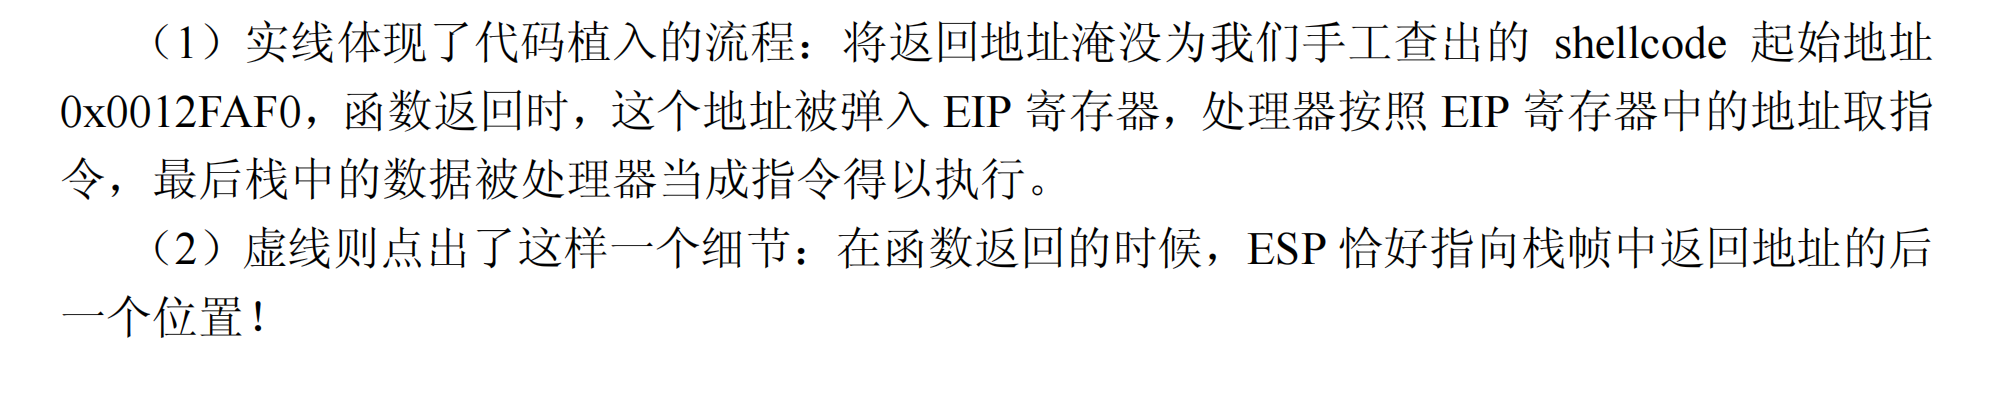 （1）实线体现了代码植入的流程：将返回地址淹没为我们手工查出的 shellcode 起始地址
0x0012FAF0，函数返回时，这个地址被弹入 EIP 寄存器，处理器按照 EIP 寄存器中的地址取指
令，最后栈中的数据被处理器当成指令得以执行。
（2）虚线则点出了这样一个细节：在函数返回的时候，ESP 恰好指向栈帧中返回地址的后
一个位置！